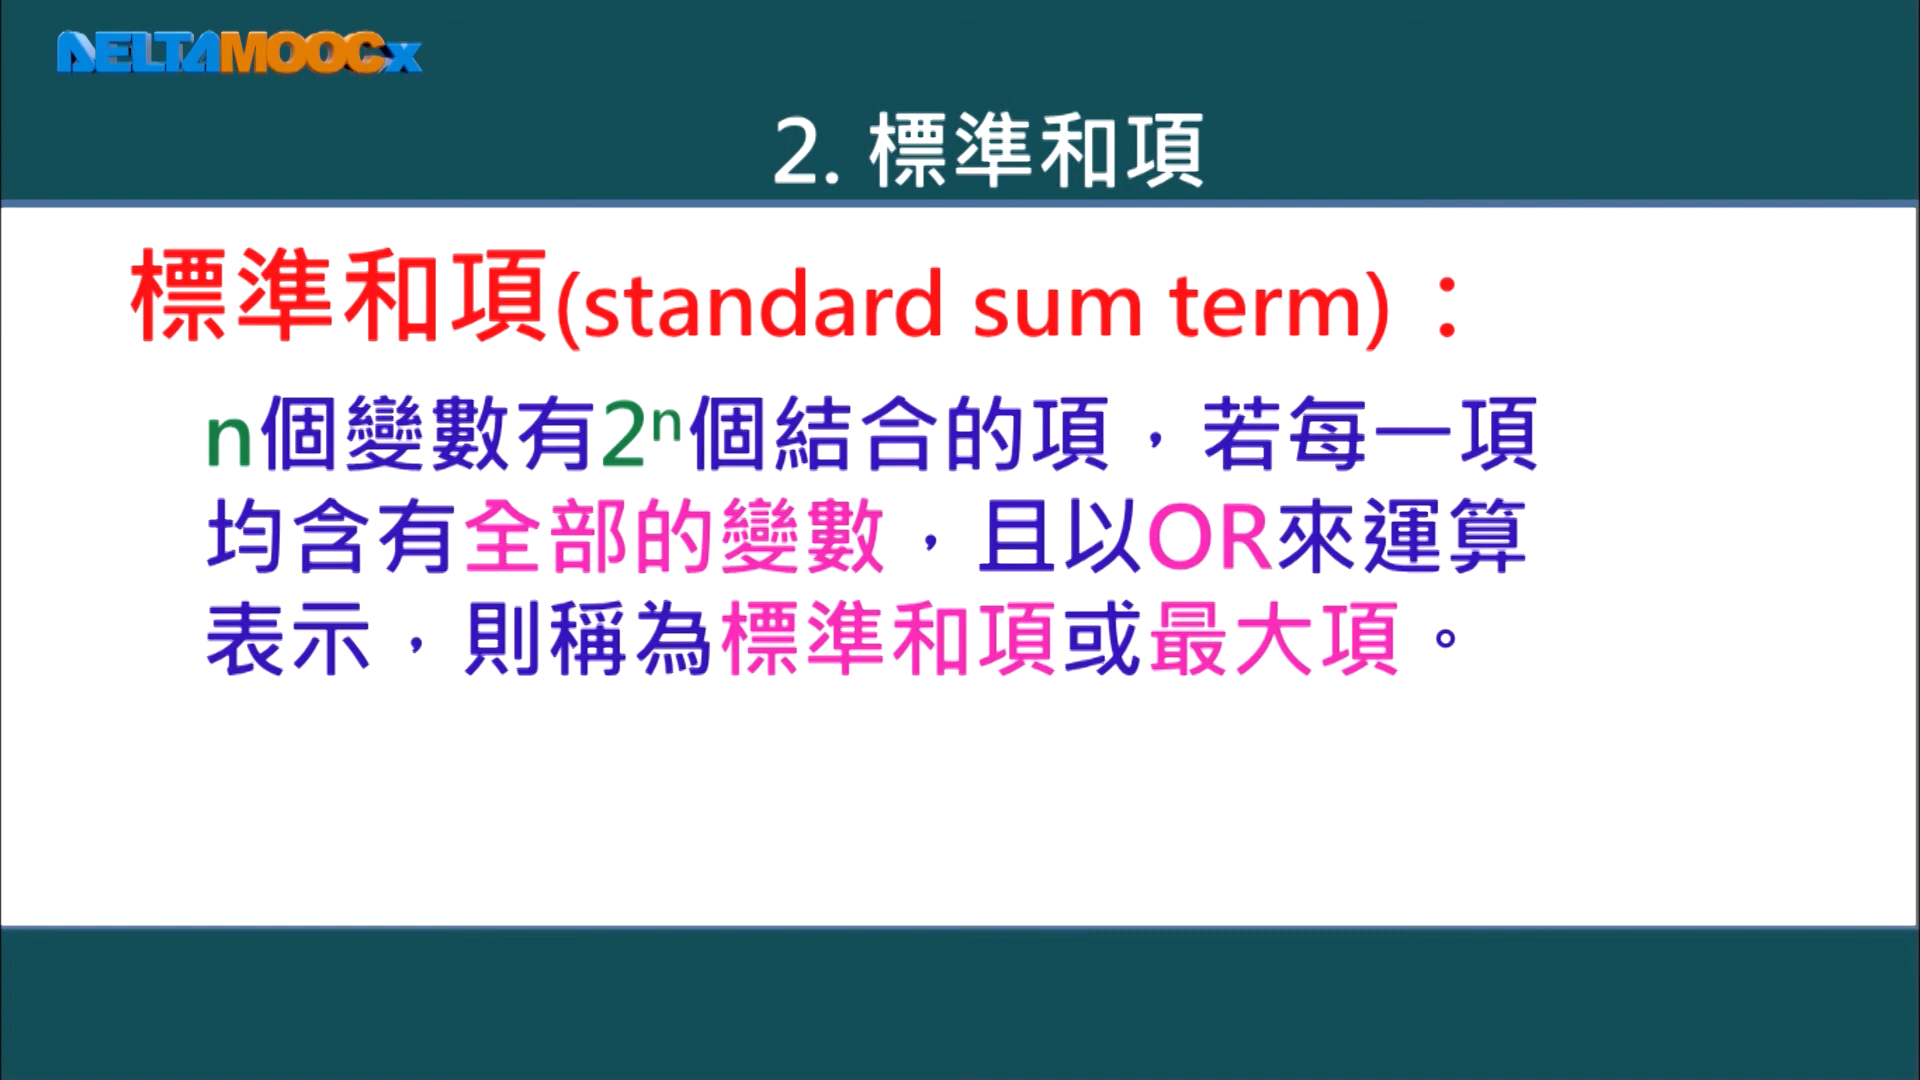 DELTAMOOCx
2. 標準和項
標準和項(standard sum term)：
n個變數有2ⁿ個結合的項，若每一項
均含有全部的變數，且以OR來運算
表示，則稱為標準和項或最大項。